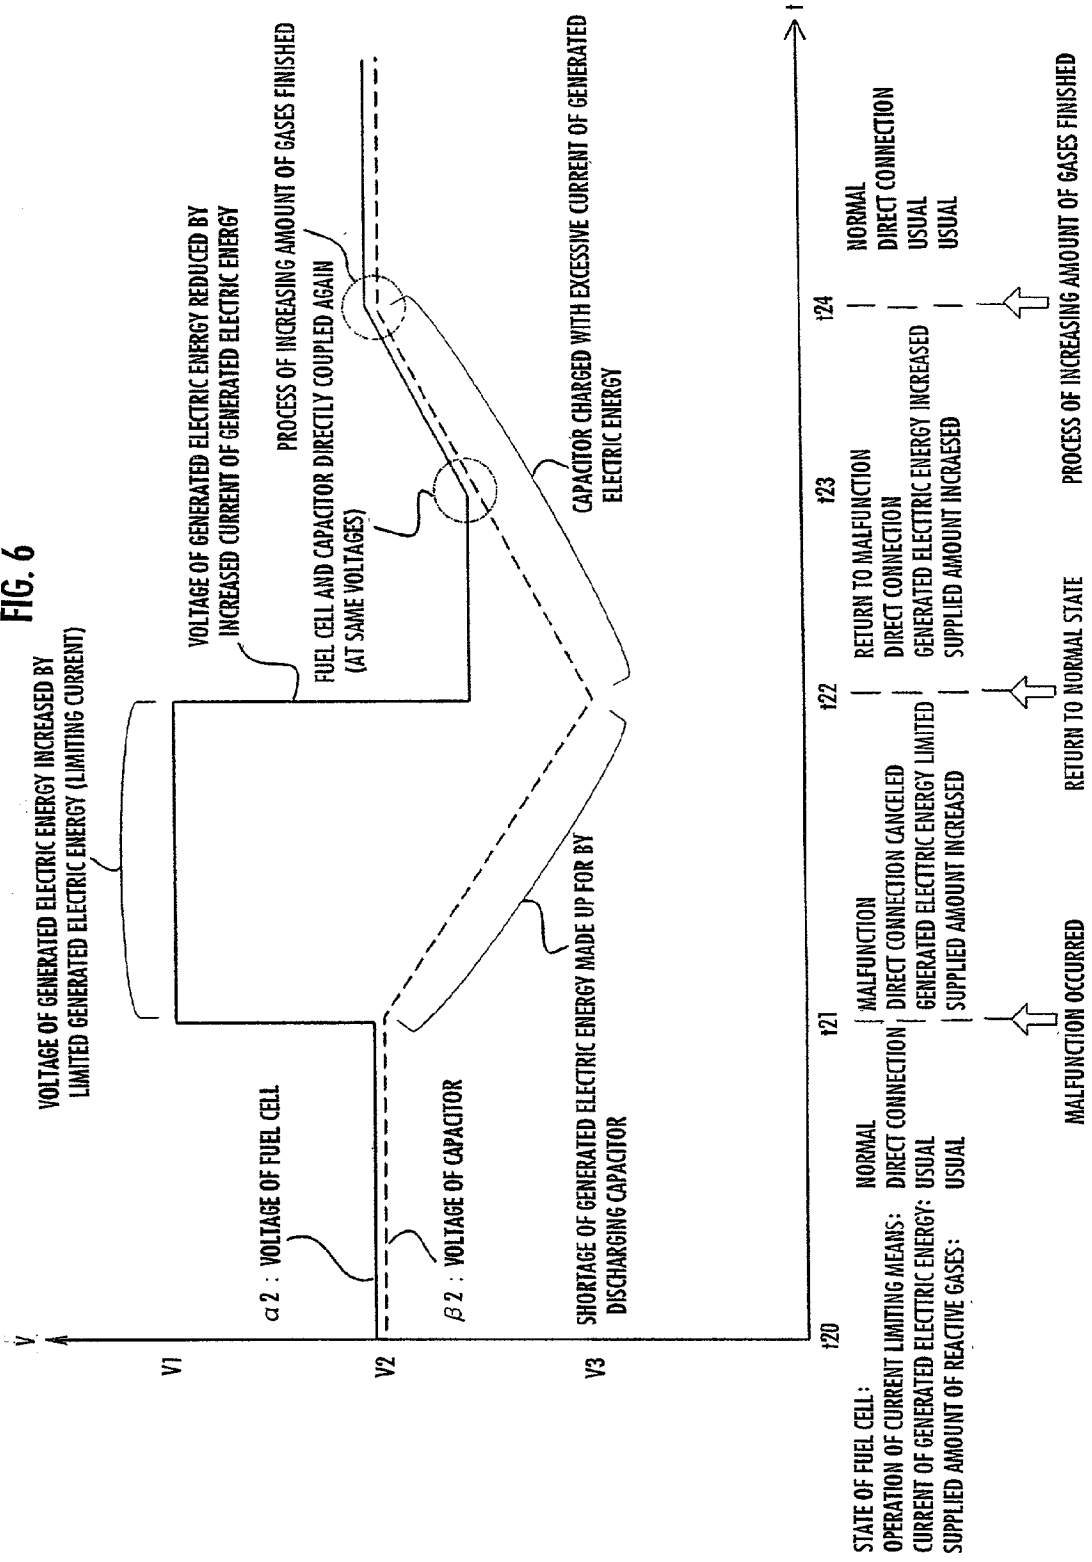 FIG. 6
VOLTAGE OF GENERATED ELECTRIC ENERGY INCREASED BY
LIMITED GENERATED ELECTRIC ENERGY (LIMITING CURRENT)
VOLTAGE OF GENERATED ELECTRIC ENERGY REDUCED BY
INCREASED CURRENT OF GENERATED ELECTRIC ENERGY
PROCESS OF INCREASING AMOUNT OF GASES FINISHED
FUEL CELL AND CAPACITOR DIRECTLY COUPLED AGAIN
(AT SAME VOLTAGES)
V
V1
V2
V3
α2 : VOLTAGE OF FUEL CELL
β2 : VOLTAGE OF CAPACITOR
SHORTAGE OF GENERATED ELECTRIC ENERGY MADE UP FOR BY
DISCHARGING CAPACITOR
CAPACITOR CHARGED WITH EXCESSIVE CURRENT OF GENERATED
ELECTRIC ENERGY
t
t20
t21
t22
t23
t24
STATE OF FUEL CELL:
OPERATION OF CURRENT LIMITING MEANS:
CURRENT OF GENERATED ELECTRIC ENERGY:
SUPPLIED AMOUNT OF REACTIVE GASES:
NORMAL
DIRECT CONNECTION
USUAL
USUAL
MALFUNCTION
DIRECT CONNECTION CANCELED
GENERATED ELECTRIC ENERGY LIMITED
SUPPLIED AMOUNT INCREASED
RETURN TO MALFUNCTION
DIRECT CONNECTION
GENERATED ELECTRIC ENERGY INCREASED
SUPPLIED AMOUNT INCRAESED
NORMAL
DIRECT CONNECTION
USUAL
USUAL
MALFUNCTION OCCURRED
RETURN TO NORMAL STATE
PROCESS OF INCREASING AMOUNT OF GASES FINISHED